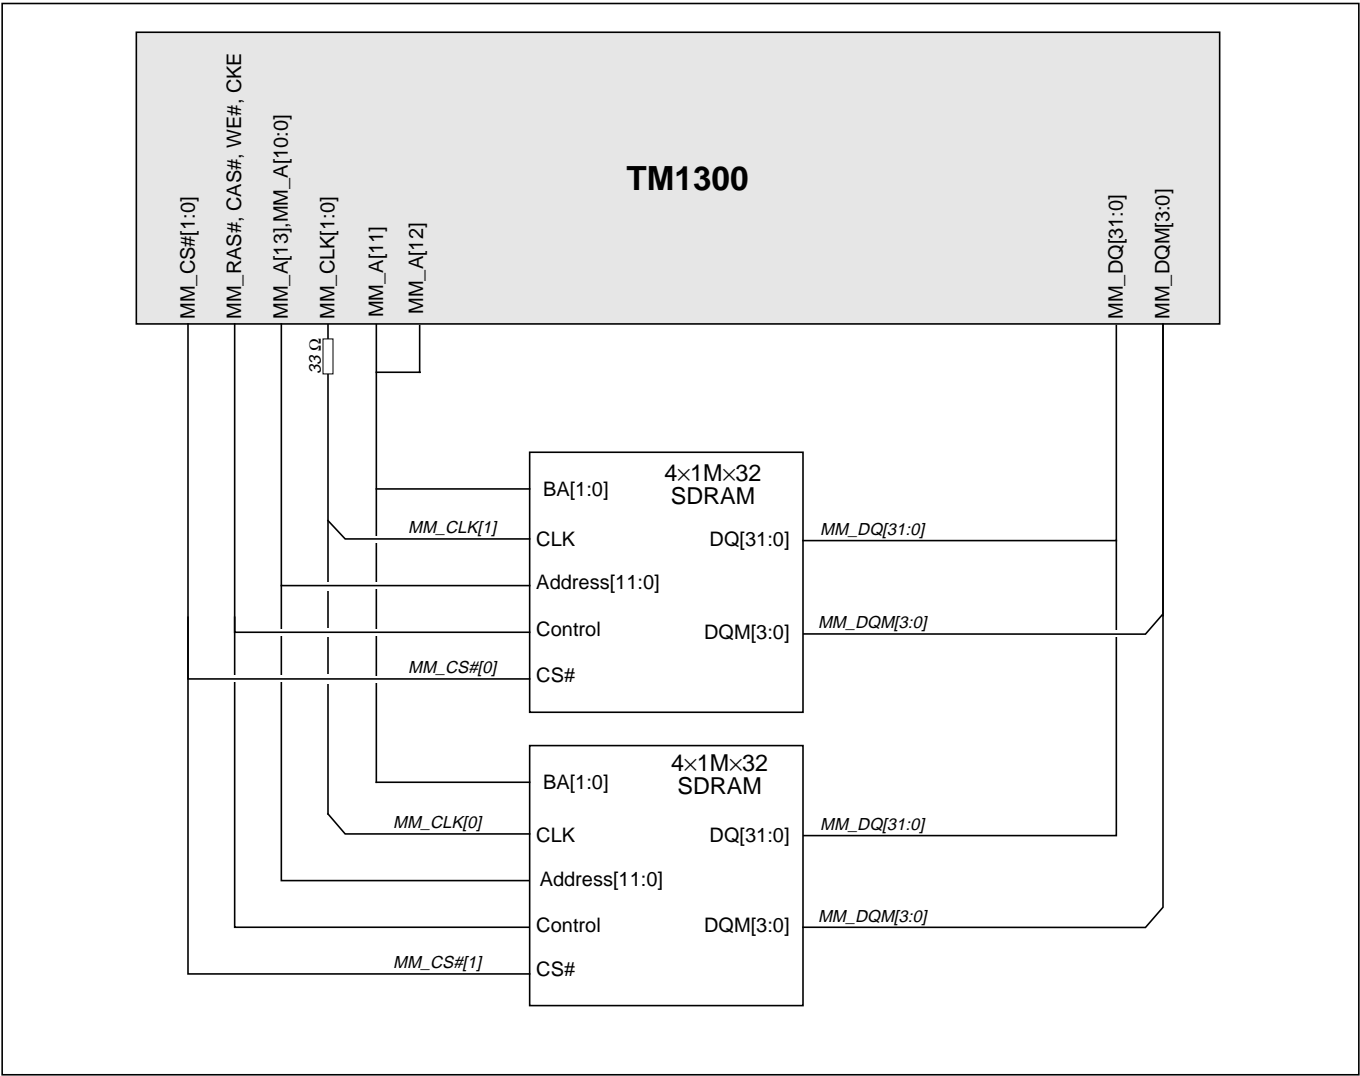 TM1300
MM_CS#[1:0]
MM_RAS#, CAS#, WE#, CKE
MM_A[13],MM_A[10:0]
MM_CLK[1:0]
MM_A[11]
MM_A[12]
MM_DQ[31:0]
MM_DQM[3:0]
33 Ω
4×1M×32
SDRAM
BA[1:0]
MM_CLK[1]
CLK
DQ[31:0]
MM_DQ[31:0]
Address[11:0]
Control
DQM[3:0]
MM_DQM[3:0]
MM_CS#[0]
CS#
4×1M×32
SDRAM
BA[1:0]
MM_CLK[0]
CLK
DQ[31:0]
MM_DQ[31:0]
Address[11:0]
Control
DQM[3:0]
MM_DQM[3:0]
MM_CS#[1]
CS#